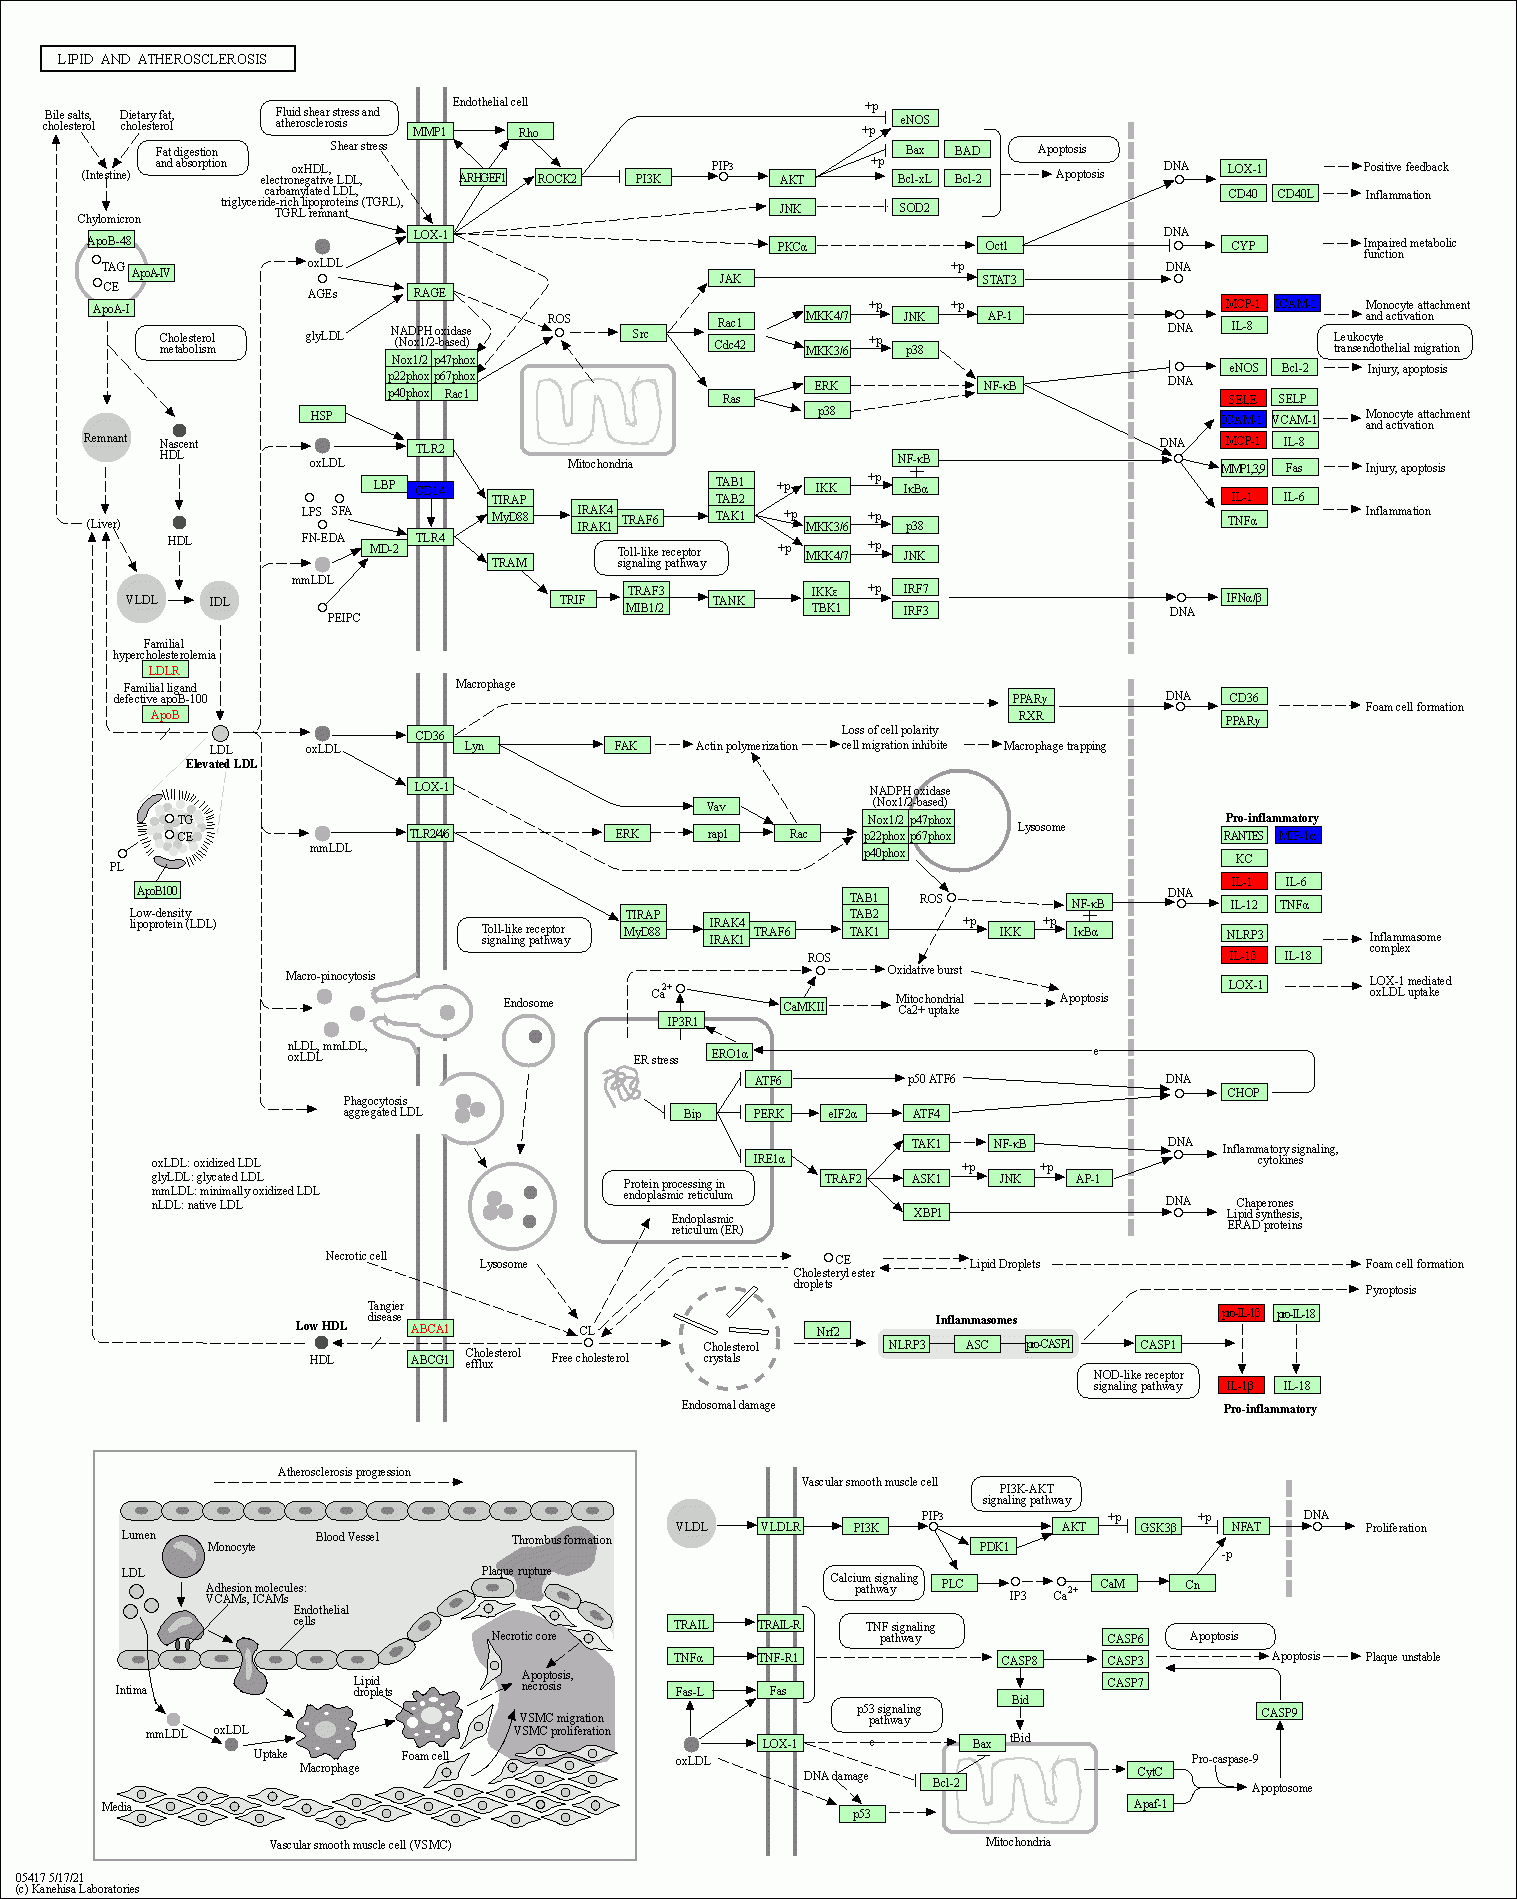 LIPID AND ATHEROSCLEROSIS
Bile salts,
cholesterol
Dietary fat,
cholesterol
Fat digestion
and absorption
(Intestine)
Chylomicron
ApoB-48
TAG
CE
ApoA-IV
ApoA-I
Cholesterol
metabolism
Remnant
Nascent
HDL
(Liver)
HDL
VLDL
IDL
Familial
hypercholesterolemia
LDLR
Familial ligand
defective apoB-100
ApoB
LDL
Elevated LDL
TG
CE
PL
ApoB100
Low-density
lipoprotein (LDL)
oxLDL: oxidized LDL
glyLDL: glycated LDL
mmLDL: minimally oxidized LDL
nLDL: native LDL
Fluid shear stress and
atherosclerosis
Shear stress
oxHDL,
electronegative LDL,
carbamylated LDL,
triglyceride-rich lipoproteins (TGRL),
TGRL remnant
oxLDL
AGEs
glyLDL
Endothelial cell
MMP1
Rho
ARHGEF1
ROCK2
PI3K
PIP3
AKT
+p
+p
+p
eNOS
Bax
BAD
Bcl-xL
Bcl-2
Apoptosis
Apoptosis
JNK
SOD2
LOX-1
PKCα
Oct1
DNA
LOX-1
CD40
CD40L
Positive feedback
Inflammation
DNA
CYP
Impaired metabolic
function
RAGE
JAK
+p
STAT3
DNA
NADPH oxidase
(Nox1/2-based)
Nox1/2
p47phox
p22phox
p67phox
p40phox
Rac1
ROS
Src
Rac1
Cdc42
MKK4/7
+p
JNK
+p
AP-1
MKK3/6
+p
p38
DNA
MCP-1
IL-8
Monocyte attachment
and activation
Leukocyte
transendothelial migration
Ras
ERK
p38
NF-κB
DNA
eNOS
Bcl-2
Injury, apoptosis
Mitochondria
HSP
oxLDL
TLR2
LBP
LPS
SFA
FN-EDA
MD-2
TLR4
mmLDL
PEIPC
TIRAP
MyD88
IRAK4
IRAK1
TRAF6
TAB1
TAB2
TAK1
+p
+p
+p
IKK
+p
NF-κB
IκBα
MKK3/6
+p
p38
MKK4/7
+p
JNK
Toll-like receptor
signaling pathway
TRAM
TRIF
TRAF3
MIB1/2
TANK
IKKε
TBK1
+p
IRF7
IRF3
DNA
IFNα/β
DNA
SELE
SELP
VCAM-1
MCP-1
IL-8
Monocyte attachment
and activation
MMP1,3,9
Fas
Injury, apoptosis
IL-1
IL-6
TNFα
Inflammation
Macrophage
oxLDL
CD36
Lyn
FAK
Actin polymerization
Loss of cell polarity
cell migration inhibite
Macrophage trapping
PPARγ
RXR
DNA
CD36
PPARγ
Foam cell formation
LOX-1
Vav
mmLDL
TLR2/4/6
ERK
rap1
Rac
NADPH oxidase
(Nox1/2-based)
Nox1/2
p47phox
p22phox
p67phox
p40phox
Lysosome
Toll-like receptor
signaling pathway
TIRAP
MyD88
IRAK4
IRAK1
TRAF6
TAB1
TAB2
TAK1
ROS
+p
IKK
+p
NF-κB
IκBα
DNA
Pro-inflammatory
RANTES
KC
IL-1
IL-6
IL-12
TNFα
NLRP3
IL-1β
IL-18
Inflammasome
complex
LOX-1
LOX-1 mediated
oxLDL uptake
Macro-pinocytosis
nLDL, mmLDL,
oxLDL
Phagocytosis
aggregated LDL
Endosome
Lysosome
ROS
Oxidative burst
Ca2+
CaMKII
Mitochondrial
Ca2+ uptake
Apoptosis
IP3R1
ER stress
ERO1α
e
Bip
ATF6
p50 ATF6
DNA
CHOP
PERK
eIF2α
ATF4
IRE1α
TRAF2
TAK1
NF-κB
ASK1
+p
JNK
+p
AP-1
DNA
Inflammatory signaling,
cytokines
XBP1
DNA
Chaperones
Lipid synthesis,
ERAD proteins
Protein processing in
endoplasmic reticulum
Endoplasmic
reticulum (ER)
Necrotic cell
Low HDL
HDL
Tangier
disease
ABCA1
ABCG1
Cholesterol
efflux
CL
Free cholesterol
CE
Cholesteryl ester
droplets
Lipid Droplets
Foam cell formation
Pyroptosis
Cholesterol
crystals
Endosomal damage
Nrf2
Inflammasomes
NLRP3
ASC
pro-CASP1
CASP1
NOD-like receptor
signaling pathway
pro-IL-1β
pro-IL-18
IL-1β
IL-18
Pro-inflammatory
Atherosclerosis progression
Lumen
Blood Vessel
Monocyte
LDL
Adhesion molecules:
VCAMs, ICAMs
Endothelial
cells
Thrombus formation
Plaque rupture
Necrotic core
Apoptosis,
necrosis
Lipid
droplets
Intima
mmLDL
oxLDL
Uptake
Macrophage
Foam cell
VSMC migration
VSMC proliferation
Media
Vascular smooth muscle cell (VSMC)
Vascular smooth muscle cell
VLDL
VLDLR
PI3K
PIP3
PDK1
AKT
+p
GSK3β
+p
NFAT
DNA
Proliferation
PI3K-AKT
signaling pathway
Calcium signaling
pathway
PLC
IP3
Ca2+
CaM
Cn
-p
TRAIL
TRAIL-R
TNFα
TNF-R1
Fas-L
Fas
TNF signaling
pathway
CASP8
CASP6
CASP3
CASP7
Apoptosis
Apoptosis
Plaque unstable
Bid
tBid
CASP9
p53 signaling
pathway
oxLDL
LOX-1
e
Bax
Bcl-2
DNA damage
p53
Mitochondria
CytC
Apaf-1
Pro-caspase-9
Apoptosome
05417 5/17/21
(c) Kanehisa Laboratories